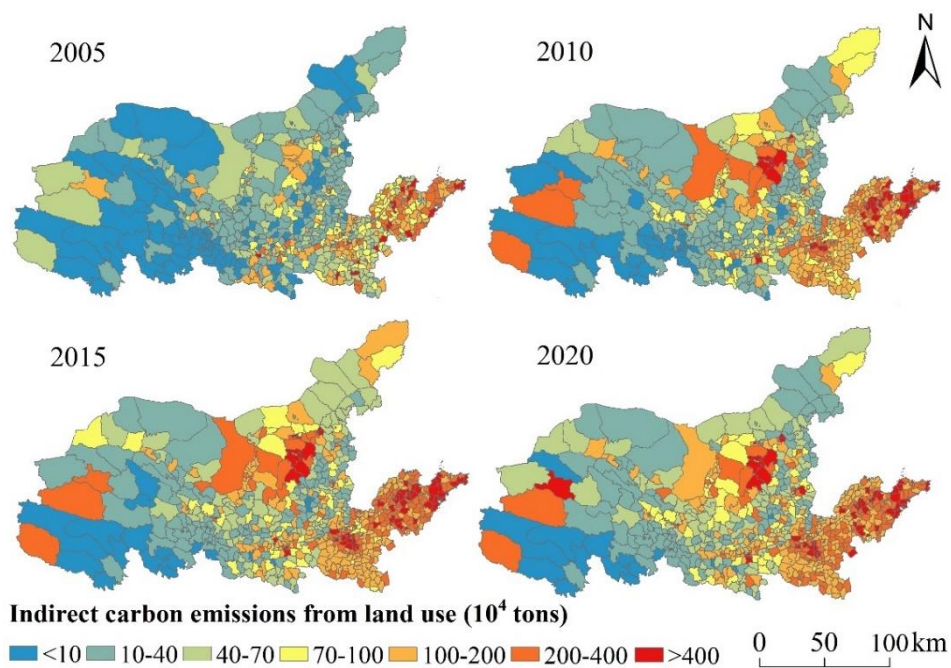 2005
2010
N
2015
2020
Indirect carbon emissions from land use (10⁴ tons)
<10 10-40 40-70 70-100 100-200 200-400 >400
0 50 100 km